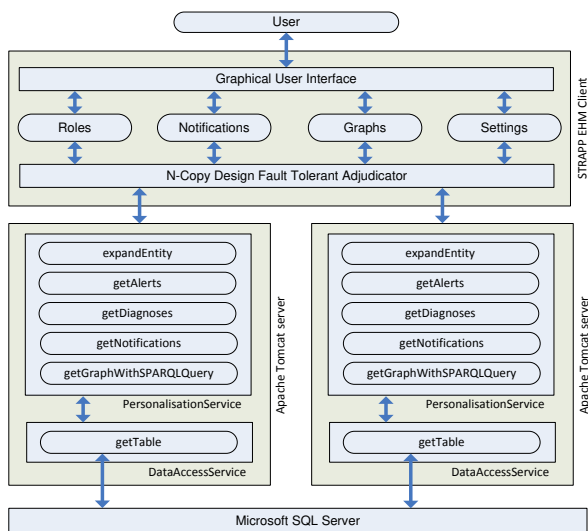 User
Graphical User Interface
Roles
Notifications
Graphs
Settings
N-Copy Design Fault Tolerant Adjudicator
STRAPP EHM Client
expandEntity
getAlerts
getDiagnoses
getNotifications
getGraphWithSPARQLQuery
PersonalisationService
getTable
DataAccessService
Apache Tomcat server
expandEntity
getAlerts
getDiagnoses
getNotifications
getGraphWithSPARQLQuery
PersonalisationService
getTable
DataAccessService
Apache Tomcat server
Microsoft SQL Server